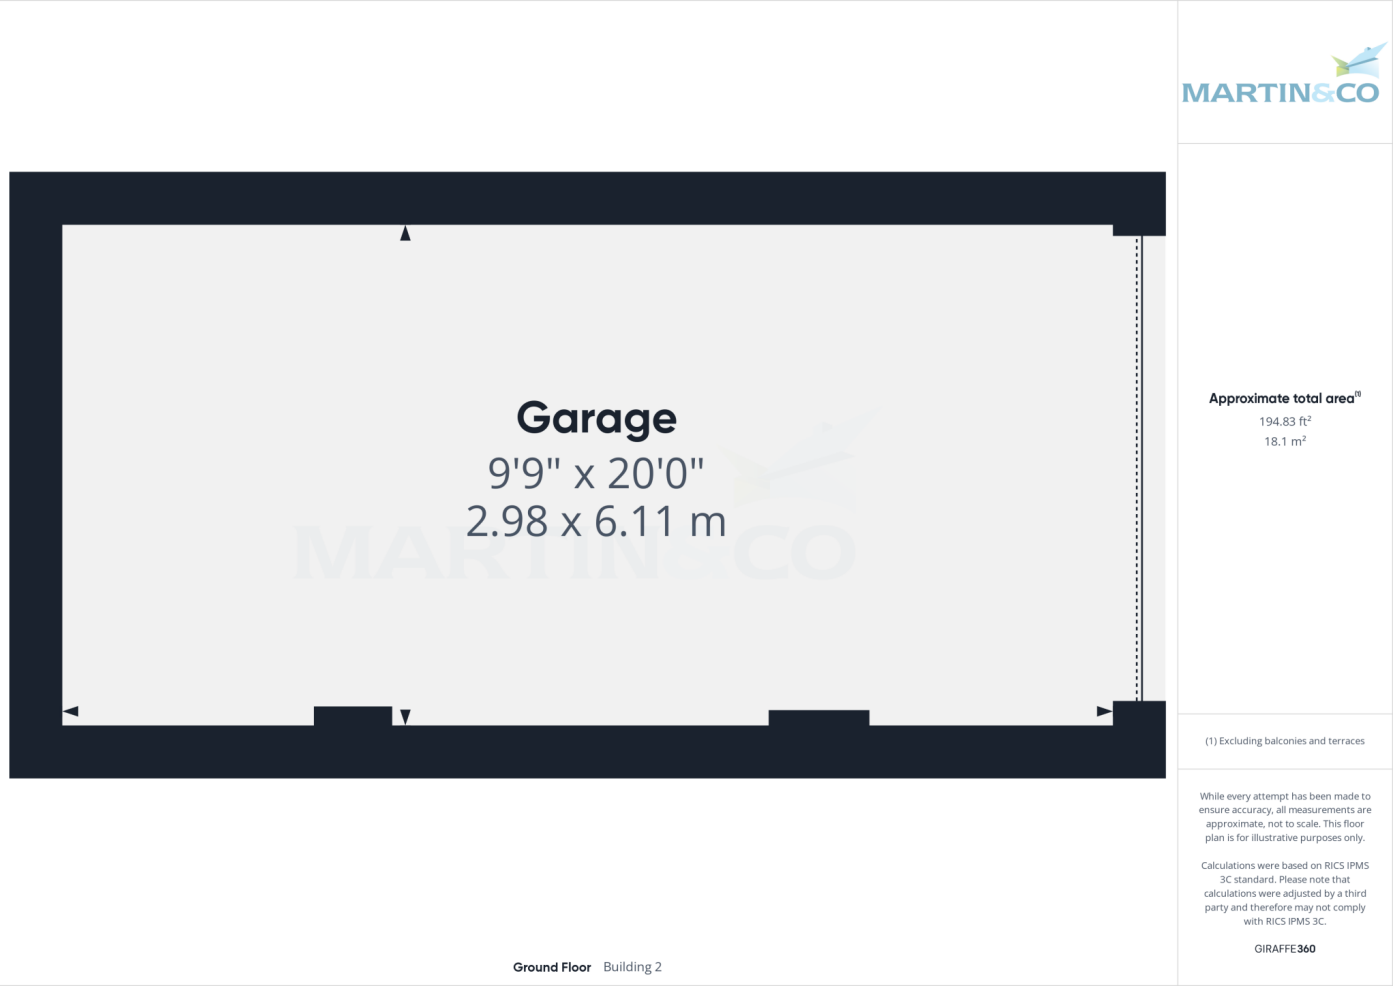 MARTIN&CO
Garage
9'9" x 20'0"
2.98 x 6.11 m
MARTIN&CO
Approximate total area(1)
194.83 ft²
18.1 m²
(1) Excluding balconies and terraces
While every attempt has been made to
ensure accuracy, all measurements are
approximate, not to scale. This floor
plan is for illustrative purposes only.
Calculations were based on RICS IPMS
3C standard. Please note that
calculations were adjusted by a third
party and therefore may not comply
with RICS IPMS 3C.
GIRAFFE360
Ground Floor Building 2